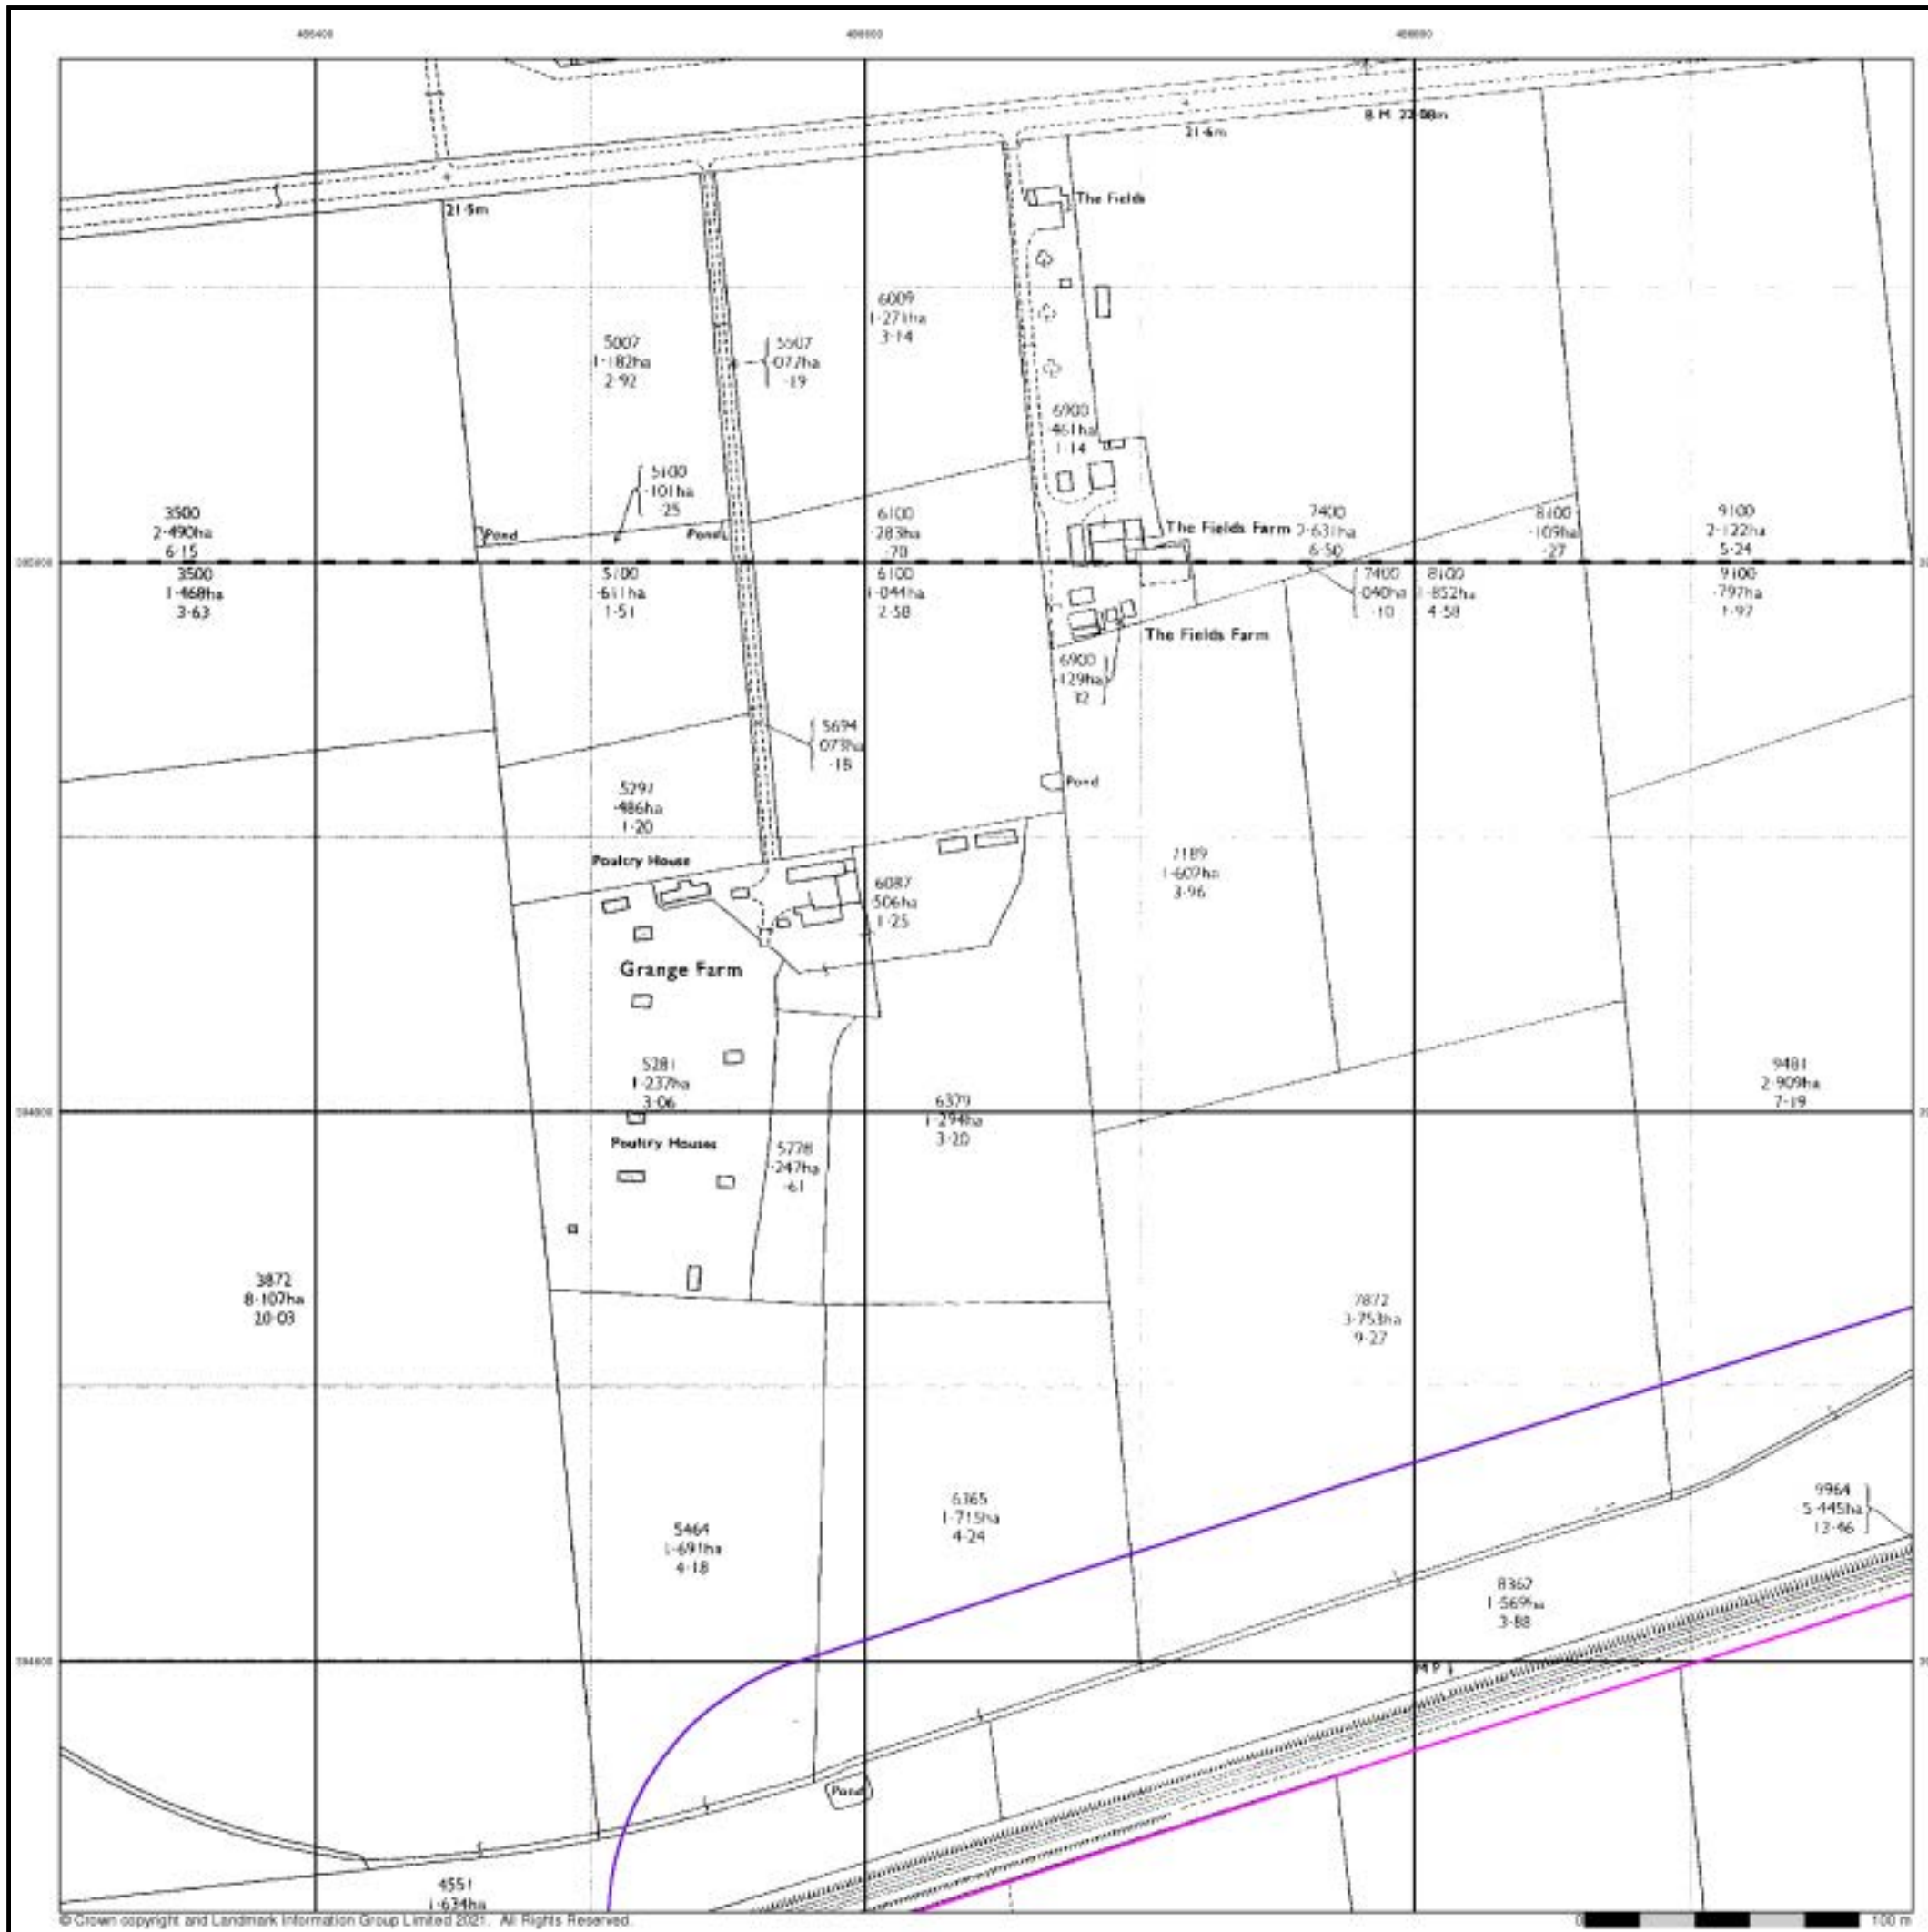 486400
486600
486800
B M 22·08m
21·6m
21·5m
The Fields
6009
1·271ha
3·14
5007
1·182ha
2·92
5507
·077ha
·19
6900
·461ha
1·14
5100
·101ha
·25
3500
2·490ha
6·15
Pond
Pond
6100
·283ha
·70
The Fields Farm
7400
2·631ha
6·50
8100
·109ha
·27
9100
2·122ha
5·24
3500
1·468ha
3·63
5100
·611ha
1·51
6100
1·044ha
2·58
7400
·040ha
·10
8100
1·852ha
4·58
9100
·797ha
1·97
The Fields Farm
6900
·129ha
·32
5694
·073ha
·18
Pond
5291
·486ha
1·20
Poultry House
7189
1·607ha
3·96
6087
·506ha
1·25
Grange Farm
5281
1·237ha
3·06
6379
1·294ha
3·20
9481
2·909ha
7·19
Poultry Houses
5778
·247ha
·61
3872
8·107ha
20·03
7872
3·753ha
9·27
6365
1·715ha
4·24
5464
1·691ha
4·18
9964
5·445ha
13·46
8362
1·569ha
3·88
M P
Pond
4551
1·634ha
© Crown copyright and Landmark Information Group Limited 2021. All Rights Reserved.
0
100 m